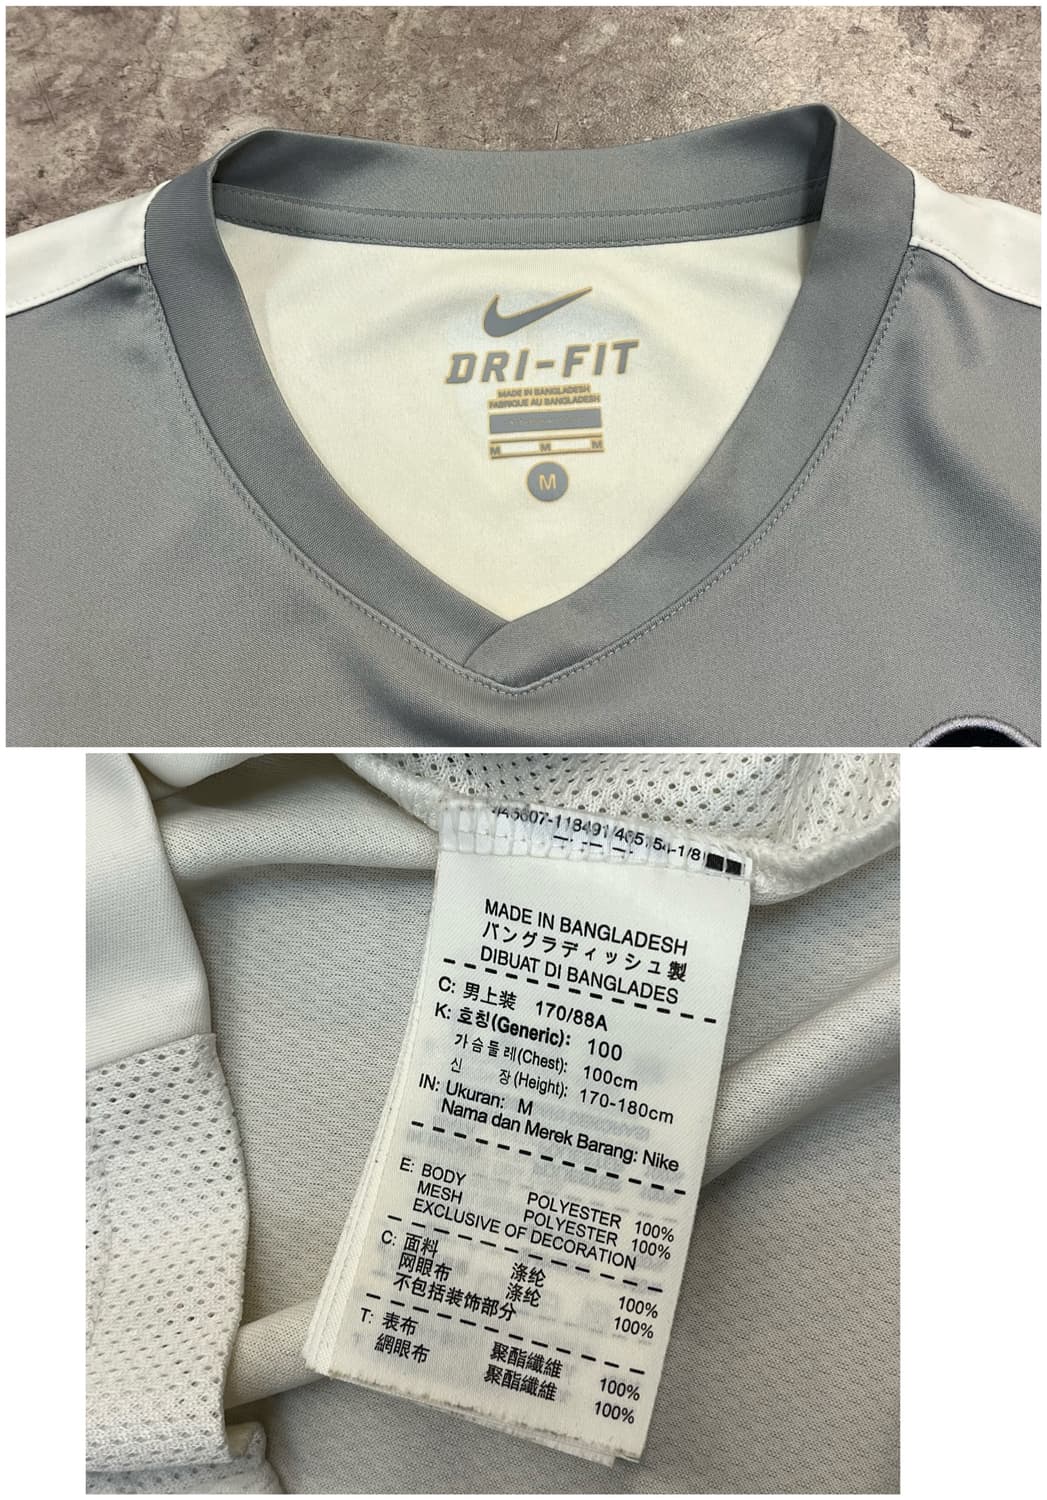 DRI-FIT
MADE IN BANGLADESH
FABRIQUE AU BANGLADESH
M M M
M
MADE IN BANGLADESH
バングラディッシュ製
DIBUAT DI BANGLADES
C: 男上装 170/88A
K: 호칭(Generic): 100
가슴둘레(Chest): 100cm
신 장(Height): 170-180cm
IN: Ukuran: M
Nama dan Merek Barang: Nike
E: BODY POLYESTER 100%
MESH POLYESTER 100%
EXCLUSIVE OF DECORATION
C: 面料 涤纶 100%
网眼布 涤纶 100%
不包括装饰部分
T: 表布 聚酯纖維 100%
網眼布 聚酯纖維 100%